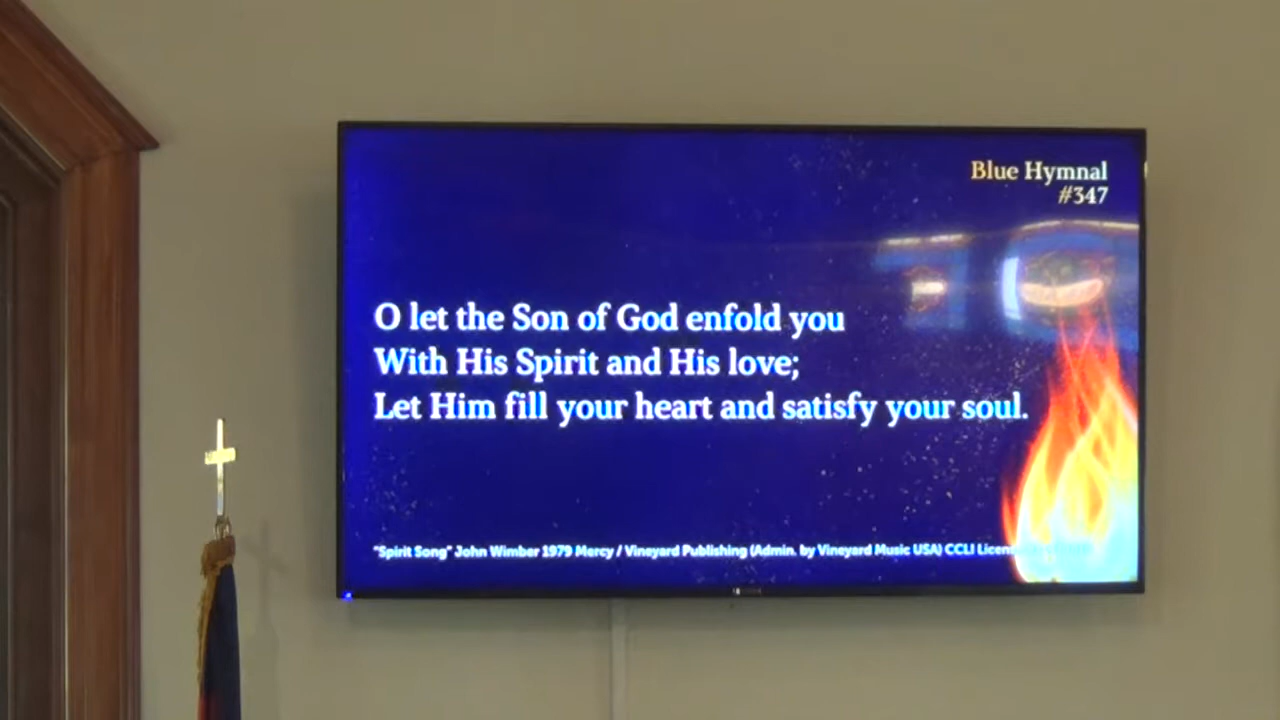 Blue Hymnal
#347
O let the Son of God enfold you
With His Spirit and His love;
Let Him fill your heart and satisfy your soul.
"Spirit Song" John Wimber 1979 Mercy / Vineyard Publishing (Admin. by Vineyard Music USA) CCLI